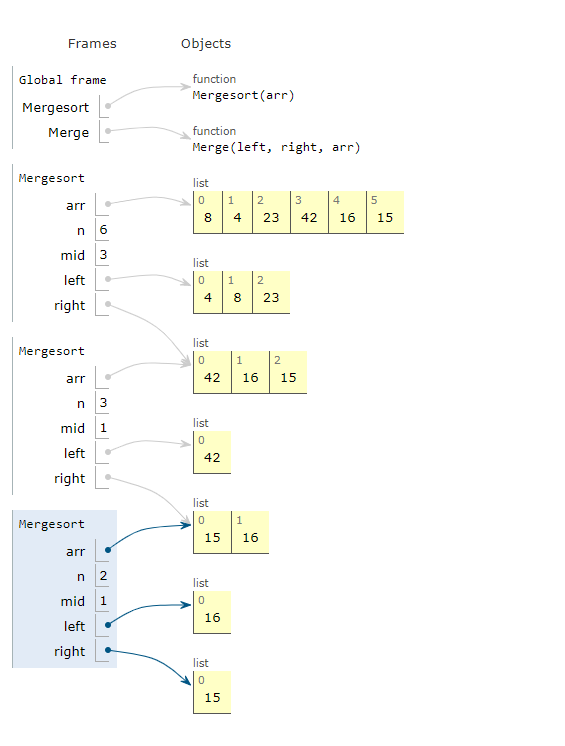 Frames Objects
Global frame
function
Mergesort
Mergesort(arr)
Merge
function
Merge(left, right, arr)
Mergesort
list
arr
0 1 2 3 4 5
8 4 23 42 16 15
n 6
mid 3
list
left
0 1 2
4 8 23
right
Mergesort
list
arr
0 1 2
42 16 15
n 3
mid 1
list
left
0
42
right
Mergesort
list
arr
0 1
15 16
n 2
mid 1
list
left
0
16
right
list
0
15